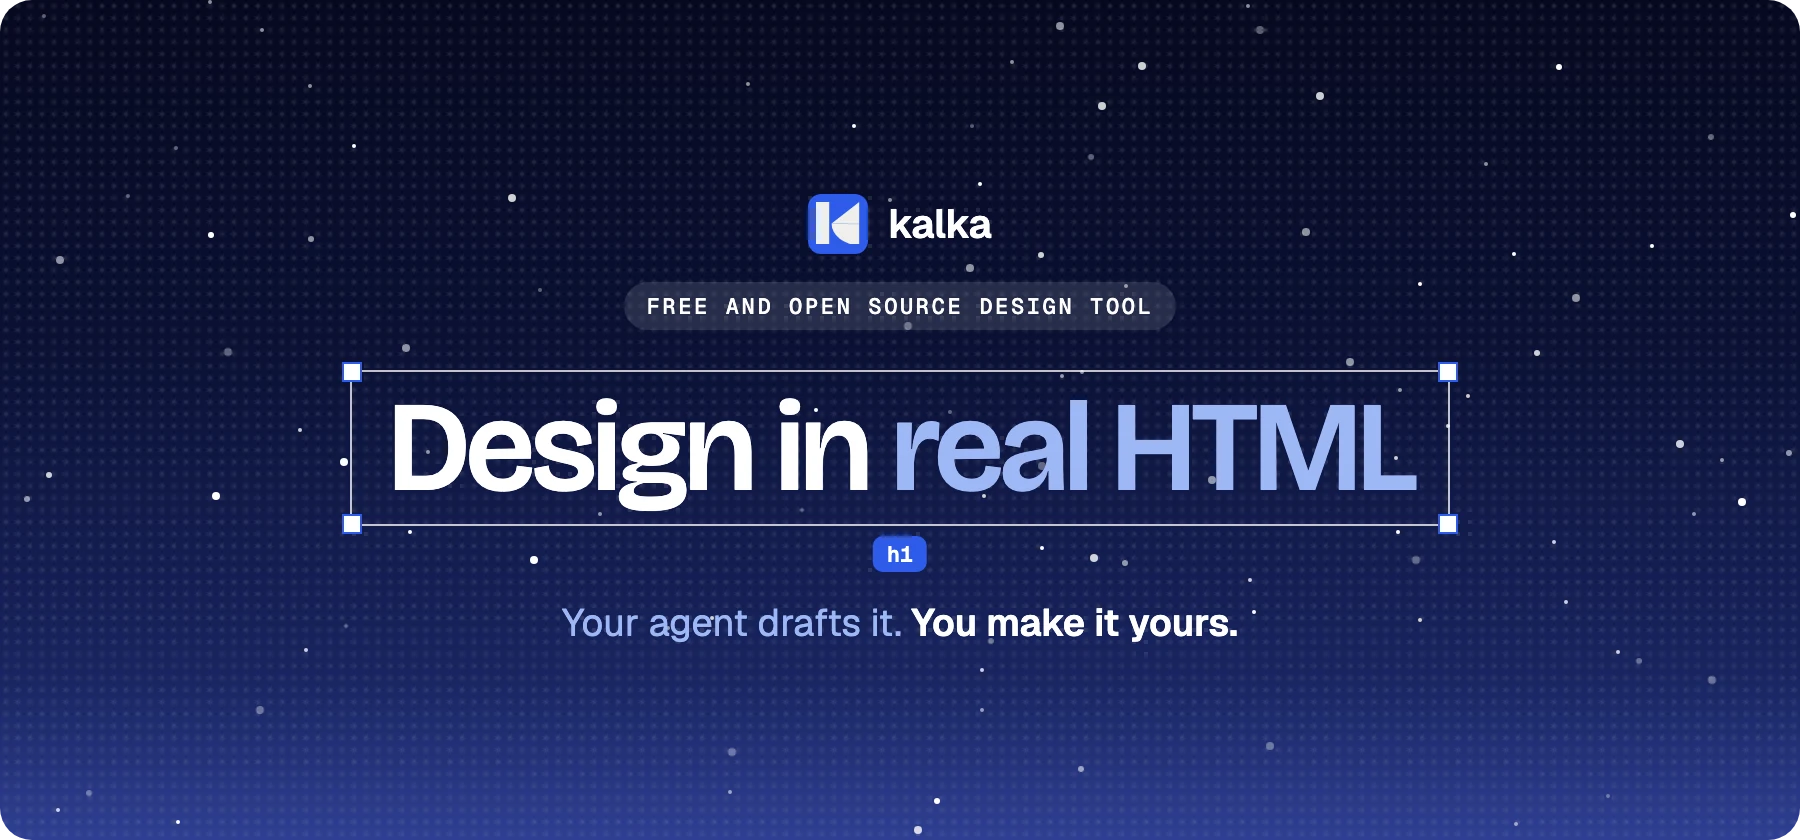 kalka
FREE AND OPEN SOURCE DESIGN TOOL
Design in real HTML
h1
Your agent drafts it. You make it yours.